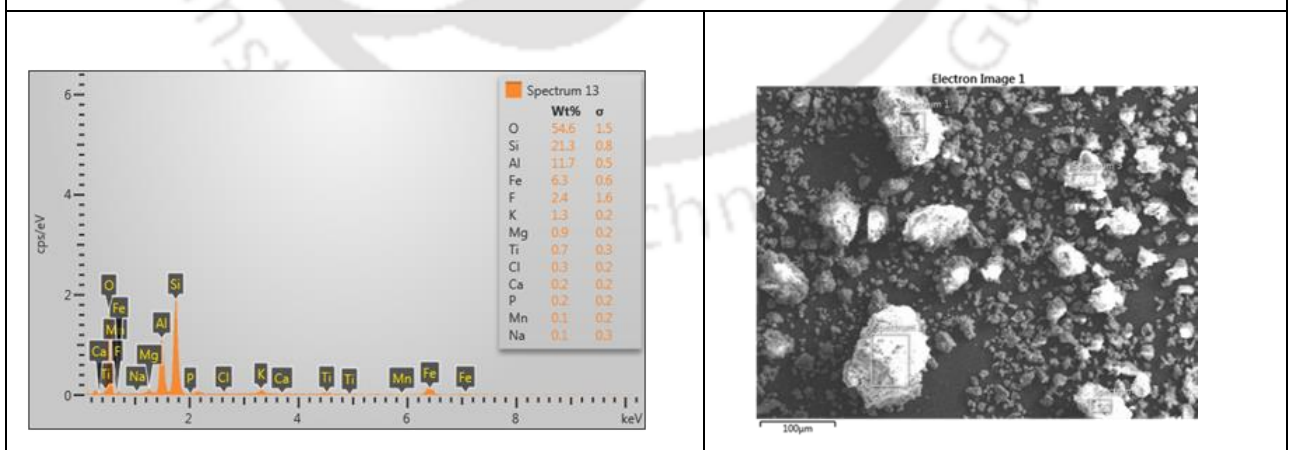 Spectrum 13
Wt% σ
O 54.6 1.5
Si 21.3 0.8
Al 11.7 0.5
Fe 6.3 0.6
F 2.4 1.6
K 1.3 0.2
Mg 0.9 0.2
Ti 0.7 0.3
Cl 0.3 0.2
Ca 0.2 0.2
P 0.2 0.2
Mn 0.1 0.2
Na 0.1 0.3
6
4
cps/eV
2
0
O
Fe
Mn
Ca
F
Ti
Na
Mg
Al
Si
P
Cl
K
Ca
Ti
Ti
Mn
Fe
Fe
2 4 6 8 keV
Electron Image 1
100µm